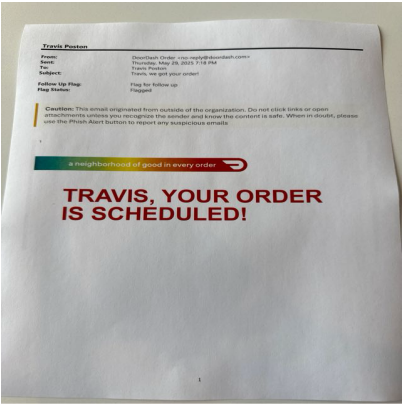 Travis Poston
From: DoorDash Order <no-reply@doordash.com>
Sent: Thursday, May 29, 2025 7:18 PM
To: Travis Poston
Subject: Travis, we got your order!
Follow Up Flag: Flag for follow up
Flag Status: Flagged
Caution: This email originated from outside of the organization. Do not click links or open
attachments unless you recognize the sender and know the content is safe. When in doubt, please
use the Phish Alert button to report any suspicious emails.
a neighborhood of good in every order
TRAVIS, YOUR ORDER
IS SCHEDULED!
1